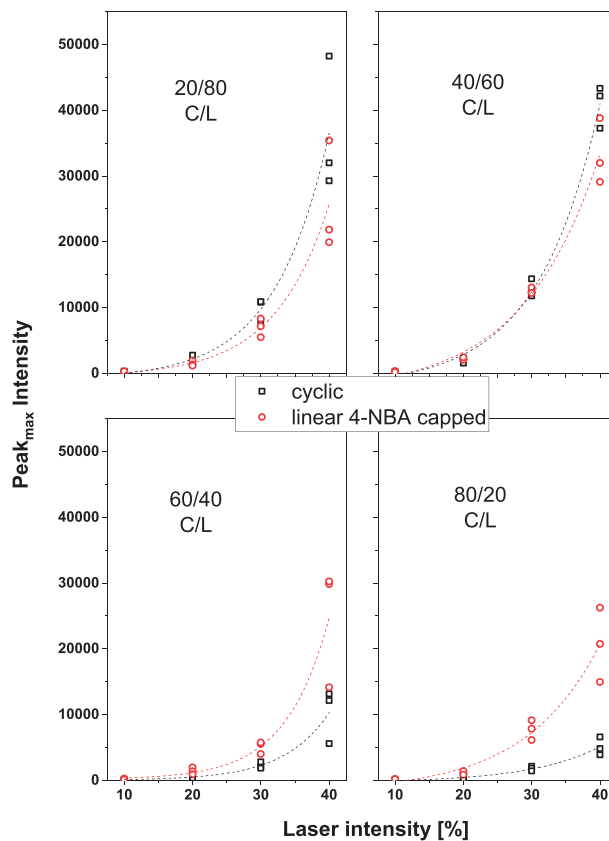 50000
40000
30000
20000
10000
0
20/80
C/L
40/60
C/L
cyclic
linear 4-NBA capped
Peakmax Intensity
50000
40000
30000
20000
10000
0
60/40
C/L
80/20
C/L
10 20 30 40 10 20 30 40
Laser intensity [%]